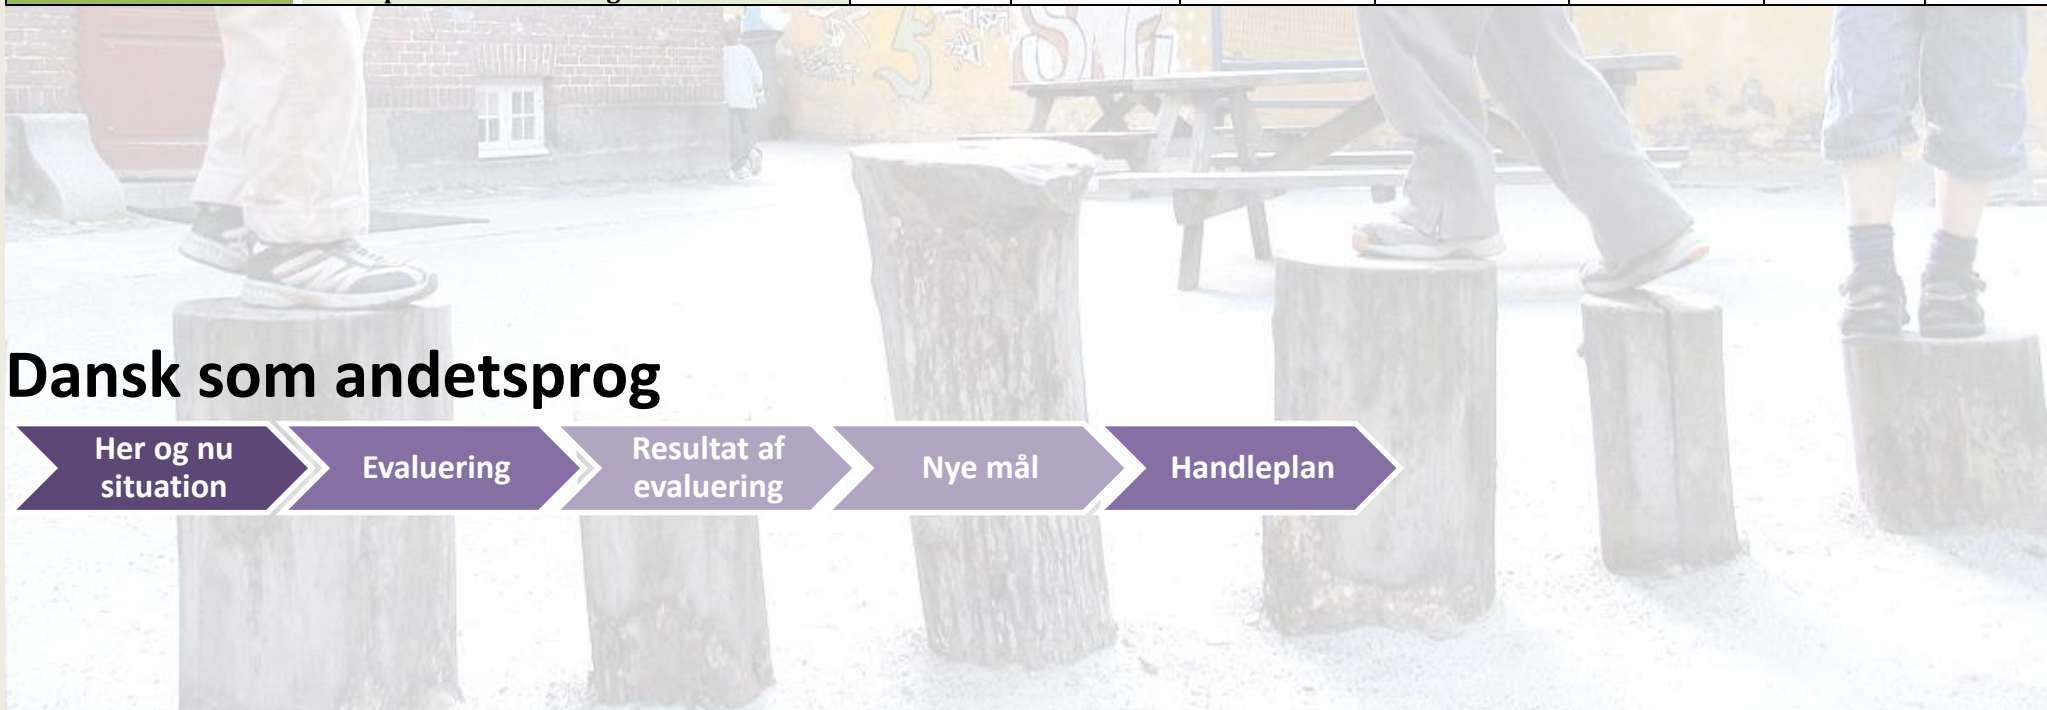 Dansk som andetsprog
Her og nu
situation
Evaluering
Resultat af
evaluering
Nye mål
Handleplan